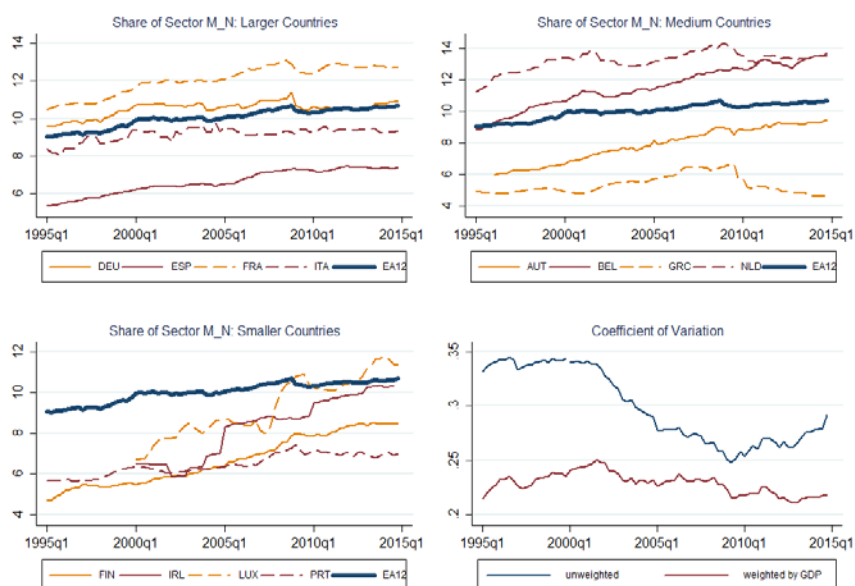 Share of Sector M_N: Larger Countries
14
12
10
8
6
1995q1 2000q1 2005q1 2010q1 2015q1
DEU ESP FRA ITA EA12
Share of Sector M_N: Medium Countries
14
12
10
8
6
4
1995q1 2000q1 2005q1 2010q1 2015q1
AUT BEL GRC NLD EA12
Share of Sector M_N: Smaller Countries
12
10
8
6
4
1995q1 2000q1 2005q1 2010q1 2015q1
FIN IRL LUX PRT EA12
Coefficient of Variation
.35
.3
.25
.2
1995q1 2000q1 2005q1 2010q1 2015q1
unweighted weighted by GDP